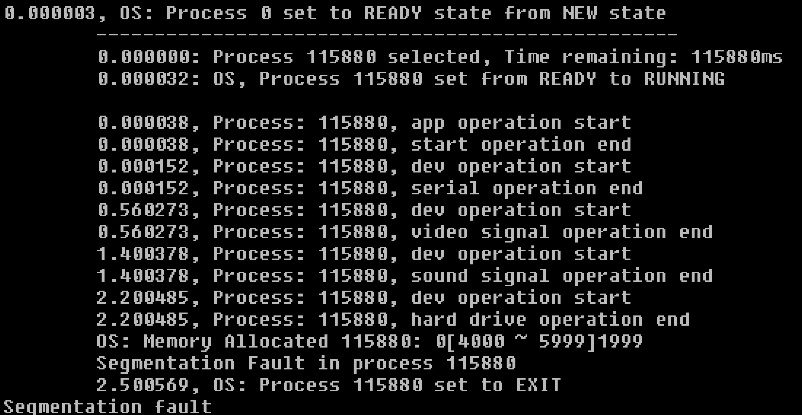 0.000003, OS: Process 0 set to READY state from NEW state
--------------------------------------------------
0.000000: Process 115880 selected, Time remaining: 115880ms
0.000032: OS, Process 115880 set from READY to RUNNING
0.000038, Process: 115880, app operation start
0.000038, Process: 115880, start operation end
0.000152, Process: 115880, dev operation start
0.000152, Process: 115880, serial operation end
0.560273, Process: 115880, dev operation start
0.560273, Process: 115880, video signal operation end
1.400378, Process: 115880, dev operation start
1.400378, Process: 115880, sound signal operation end
2.200485, Process: 115880, dev operation start
2.200485, Process: 115880, hard drive operation end
OS: Memory Allocated 115880: 0[4000 ~ 5999]1999
Segmentation Fault in process 115880
2.500569, OS: Process 115880 set to EXIT
Segmentation fault